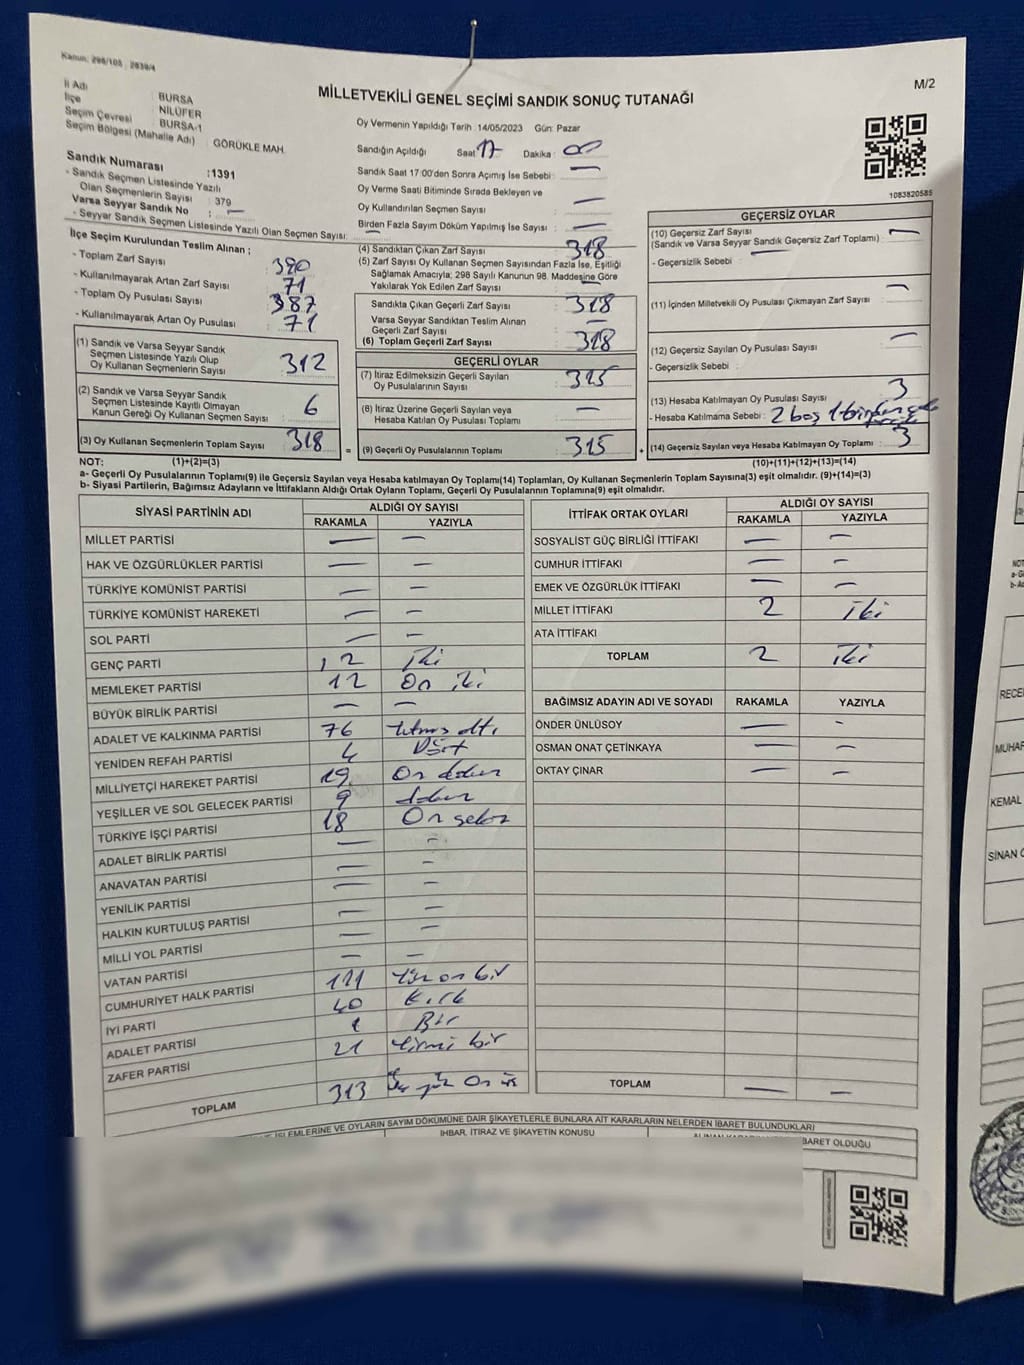 Kanun: 298/105 , 2839/4
M/2
MİLLETVEKİLİ GENEL SEÇİMİ SANDIK SONUÇ TUTANAĞI
İl Adı : BURSA
İlçe : NİLÜFER
Seçim Çevresi : BURSA-1
Seçim Bölgesi (Mahalle Adı) : GÖRÜKLE MAH.
Sandık Numarası :1391
- Sandık Seçmen Listesinde Yazılı
Olan Seçmenlerin Sayısı : 379
Varsa Seyyar Sandık No : —
- Seyyar Sandık Seçmen Listesinde Yazılı Olan Seçmen Sayısı: —
İlçe Seçim Kurulundan Teslim Alınan ;
- Toplam Zarf Sayısı : 390
- Kullanılmayarak Artan Zarf Sayısı : 71
- Toplam Oy Pusulası Sayısı : 387
- Kullanılmayarak Artan Oy Pusulası : 71
Oy Vermenin Yapıldığı Tarih :14/05/2023 Gün: Pazar
Sandığın Açıldığı Saat: 17 Dakika : 00
Sandık Saat 17:00'den Sonra Açımış İse Sebebi : —
Oy Verme Saati Bitiminde Sırada Bekleyen ve
Oy Kullandırılan Seçmen Sayısı : —
Birden Fazla Sayım Döküm Yapılmış İse Sayısı : —
(4) Sandıktan Çıkan Zarf Sayısı : 318
(5) Zarf Sayısı Oy Kullanan Seçmen Sayısından Fazla İse, Eşitliği
Sağlamak Amacıyla; 298 Sayılı Kanunun 98. Maddesine Göre
Yakılarak Yok Edilen Zarf Sayısı : —
Sandıkta Çıkan Geçerli Zarf Sayısı : 318
Varsa Seyyar Sandıktan Teslim Alınan
Geçerli Zarf Sayısı : —
(6) Toplam Geçerli Zarf Sayısı : 318
1083820585
GEÇERSİZ OYLAR
(10) Geçersiz Zarf Sayısı : —
(Sandık ve Varsa Seyyar Sandık Geçersiz Zarf Toplamı)
- Geçersizlik Sebebi : —
(11) İçinden Milletvekili Oy Pusulası Çıkmayan Zarf Sayısı : —
(12) Geçersiz Sayılan Oy Pusulası Sayısı : —
- Geçersizlik Sebebi :
(13) Hesaba Katılmayan Oy Pusulası Sayısı : 3
- Hesaba Katılmama Sebebi : 2 boş 1
(14) Geçersiz Sayılan veya Hesaba Katılmayan Oy Toplamı : 3
(1) Sandık ve Varsa Seyyar Sandık
Seçmen Listesinde Yazılı Olup
Oy Kullanan Seçmenlerin Sayısı : 312
(2) Sandık ve Varsa Seyyar Sandık
Seçmen Listesinde Kayıtlı Olmayan
Kanun Gereği Oy Kullanan Seçmen Sayısı : 6
(3) Oy Kullanan Seçmenlerin Toplam Sayısı : 318
GEÇERLİ OYLAR
(7) İtiraz Edilmeksizin Geçerli Sayılan
Oy Pusulalarının Sayısı : 315
(8) İtiraz Üzerine Geçerli Sayılan veya
Hesaba Katılan Oy Pusulası Toplamı : —
= (9) Geçerli Oy Pusulalarının Toplamı : 315 +
NOT: (1)+(2)=(3)
(10)+(11)+(12)+(13)=(14)
a- Geçerli Oy Pusulalarının Toplamı(9) ile Geçersiz Sayılan veya Hesaba katılmayan Oy Toplamı(14) Toplamları, Oy Kullanan Seçmenlerin Toplam Sayısına(3) eşit olmalıdır. (9)+(14)=(3)
b- Siyasi Partilerin, Bağımsız Adayların ve İttifakların Aldığı Ortak Oyların Toplamı, Geçerli Oy Pusulalarının Toplamına(9) eşit olmalıdır.
SİYASİ PARTİNİN ADI ALDIĞI OY SAYISI
RAKAMLA YAZIYLA
MİLLET PARTİSİ — —
HAK VE ÖZGÜRLÜKLER PARTİSİ — —
TÜRKİYE KOMÜNİST PARTİSİ — —
TÜRKİYE KOMÜNİST HAREKETİ — —
SOL PARTİ — —
GENÇ PARTİ 2 iki
MEMLEKET PARTİSİ 12 On iki
BÜYÜK BİRLİK PARTİSİ — —
ADALET VE KALKINMA PARTİSİ 76 Yetmiş altı
YENİDEN REFAH PARTİSİ 4 Dört
MİLLİYETÇİ HAREKET PARTİSİ 19 On dokuz
YEŞİLLER VE SOL GELECEK PARTİSİ 9 dokuz
TÜRKİYE İŞÇİ PARTİSİ 18 On sekiz
ADALET BİRLİK PARTİSİ — —
ANAVATAN PARTİSİ — —
YENİLİK PARTİSİ — —
HALKIN KURTULUŞ PARTİSİ — —
MİLLİ YOL PARTİSİ — —
VATAN PARTİSİ — —
CUMHURİYET HALK PARTİSİ 111 Yüz on bir
İYİ PARTİ 40 Kırk
ADALET PARTİSİ 1 Bir
ZAFER PARTİSİ 21 Yirmi bir
TOPLAM 313 Üç yüz On üç
İTTİFAK ORTAK OYLARI ALDIĞI OY SAYISI
RAKAMLA YAZIYLA
SOSYALİST GÜÇ BİRLİĞİ İTTİFAKI — —
CUMHUR İTTİFAKI — —
EMEK VE ÖZGÜRLÜK İTTİFAKI — —
MİLLET İTTİFAKI 2 iki
ATA İTTİFAKI
TOPLAM 2 iki
BAĞIMSIZ ADAYIN ADI VE SOYADI RAKAMLA YAZIYLA
ÖNDER ÜNLÜSOY — —
OSMAN ONAT ÇETİNKAYA — —
OKTAY ÇINAR — —
TOPLAM — —
İŞLEMLERİNE VE OYLARIN SAYIM DÖKÜMÜNE DAİR ŞİKAYETLERLE BUNLARA AİT KARARLARIN NELERDEN İBARET BULUNDUKLARI
İHBAR, İTİRAZ VE ŞİKAYETİN KONUSU
BARET OLDUĞU
NOT
a- G
b- S
RECE
MUHAR
KEMAL
SİNAN O